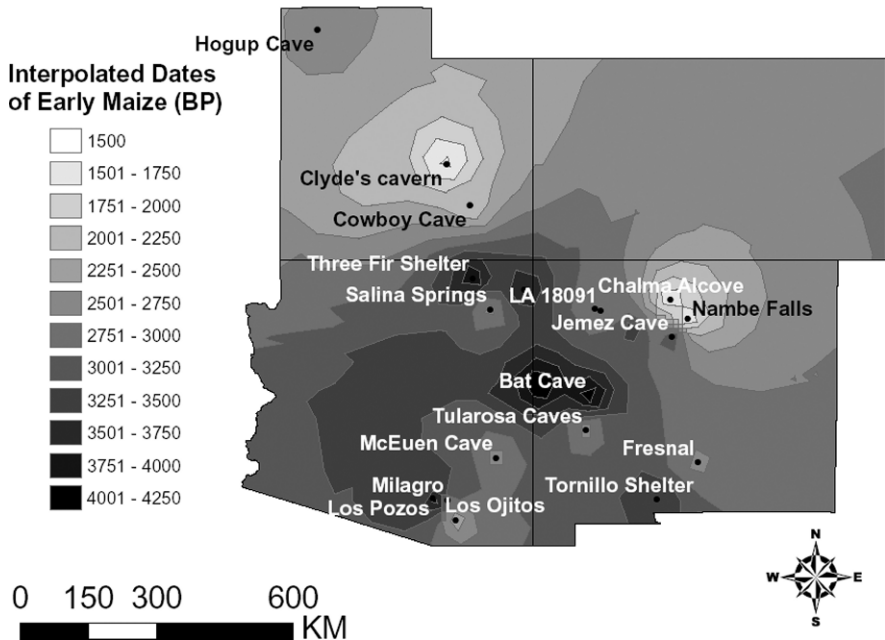 Hogup Cave
Interpolated Dates
of Early Maize (BP)
1500
1501 - 1750
1751 - 2000
2001 - 2250
2251 - 2500
2501 - 2750
2751 - 3000
3001 - 3250
3251 - 3500
3501 - 3750
3751 - 4000
4001 - 4250
Clyde's cavern
Cowboy Cave
Three Fir Shelter
Salina Springs
LA 18091
Chalma Alcove
Nambe Falls
Jemez Cave
Bat Cave
Tularosa Caves
McEuen Cave
Fresnal
Milagro
Tornillo Shelter
Los Pozos
Los Ojitos
N
W
E
S
0 150 300 600
KM